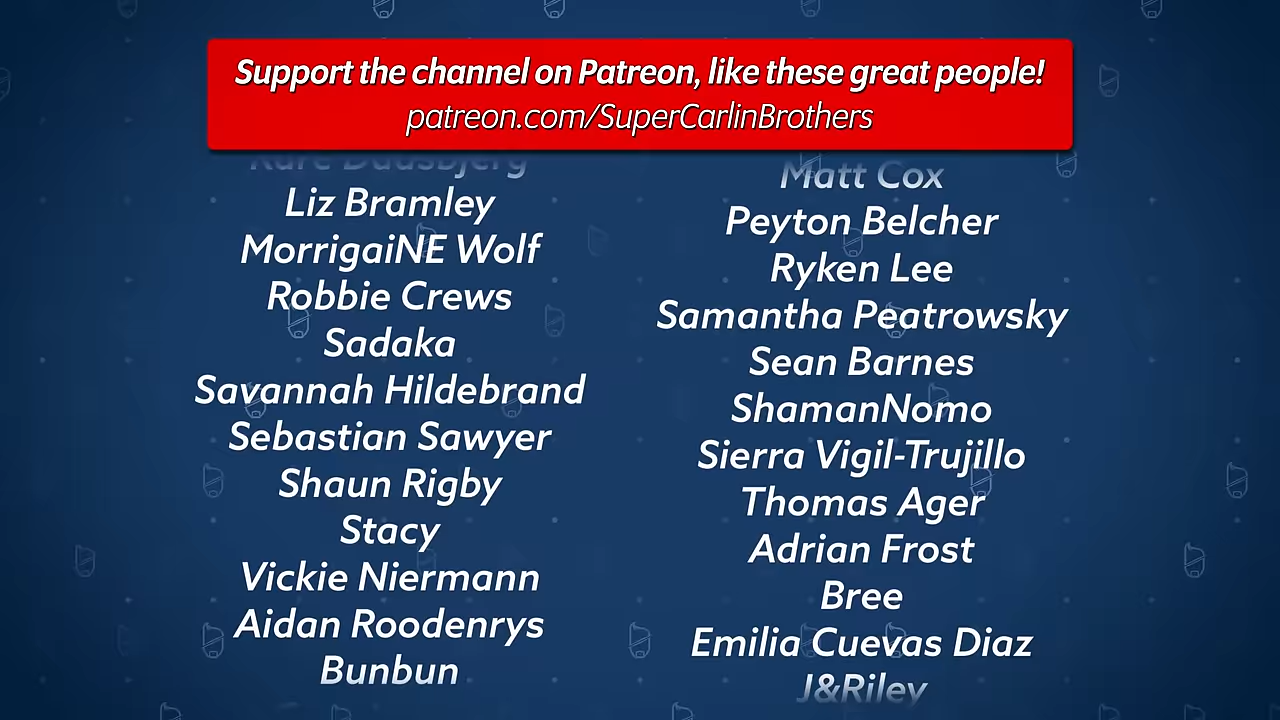 Support the channel on Patreon, like these great people!
patreon.com/SuperCarlinBrothers
Liz Bramley
MorrigaiNE Wolf
Robbie Crews
Sadaka
Savannah Hildebrand
Sebastian Sawyer
Shaun Rigby
Stacy
Vickie Niermann
Aidan Roodenrys
Bunbun
Matt Cox
Peyton Belcher
Ryken Lee
Samantha Peatrowsky
Sean Barnes
ShamanNomo
Sierra Vigil-Trujillo
Thomas Ager
Adrian Frost
Bree
Emilia Cuevas Diaz
J&Riley